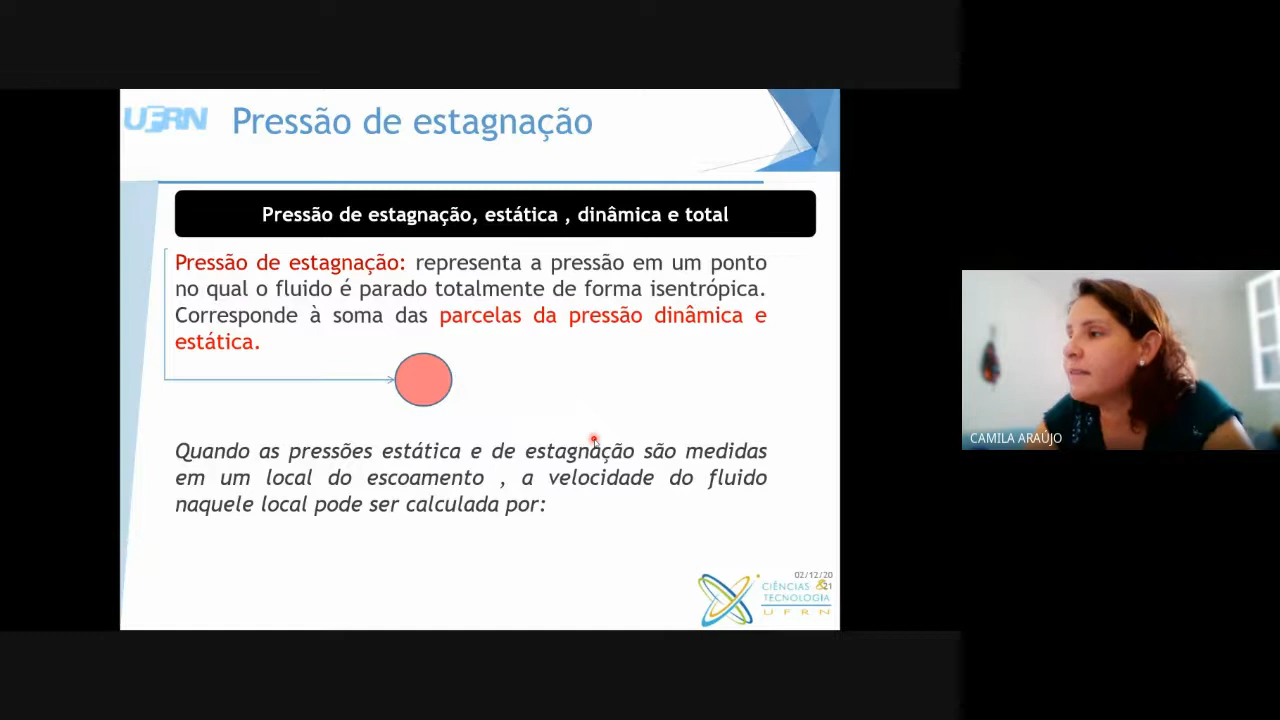 UFRN
Pressão de estagnação
Pressão de estagnação, estática , dinâmica e total
Pressão de estagnação: representa a pressão em um ponto
no qual o fluido é parado totalmente de forma isentrópica.
Corresponde à soma das parcelas da pressão dinâmica e
estática.
Quando as pressões estática e de estagnação são medidas
em um local do escoamento , a velocidade do fluido
naquele local pode ser calculada por:
02/12/20
21
CIÊNCIAS &
TECNOLOGIA
UFRN
CAMILA ARAÚJO